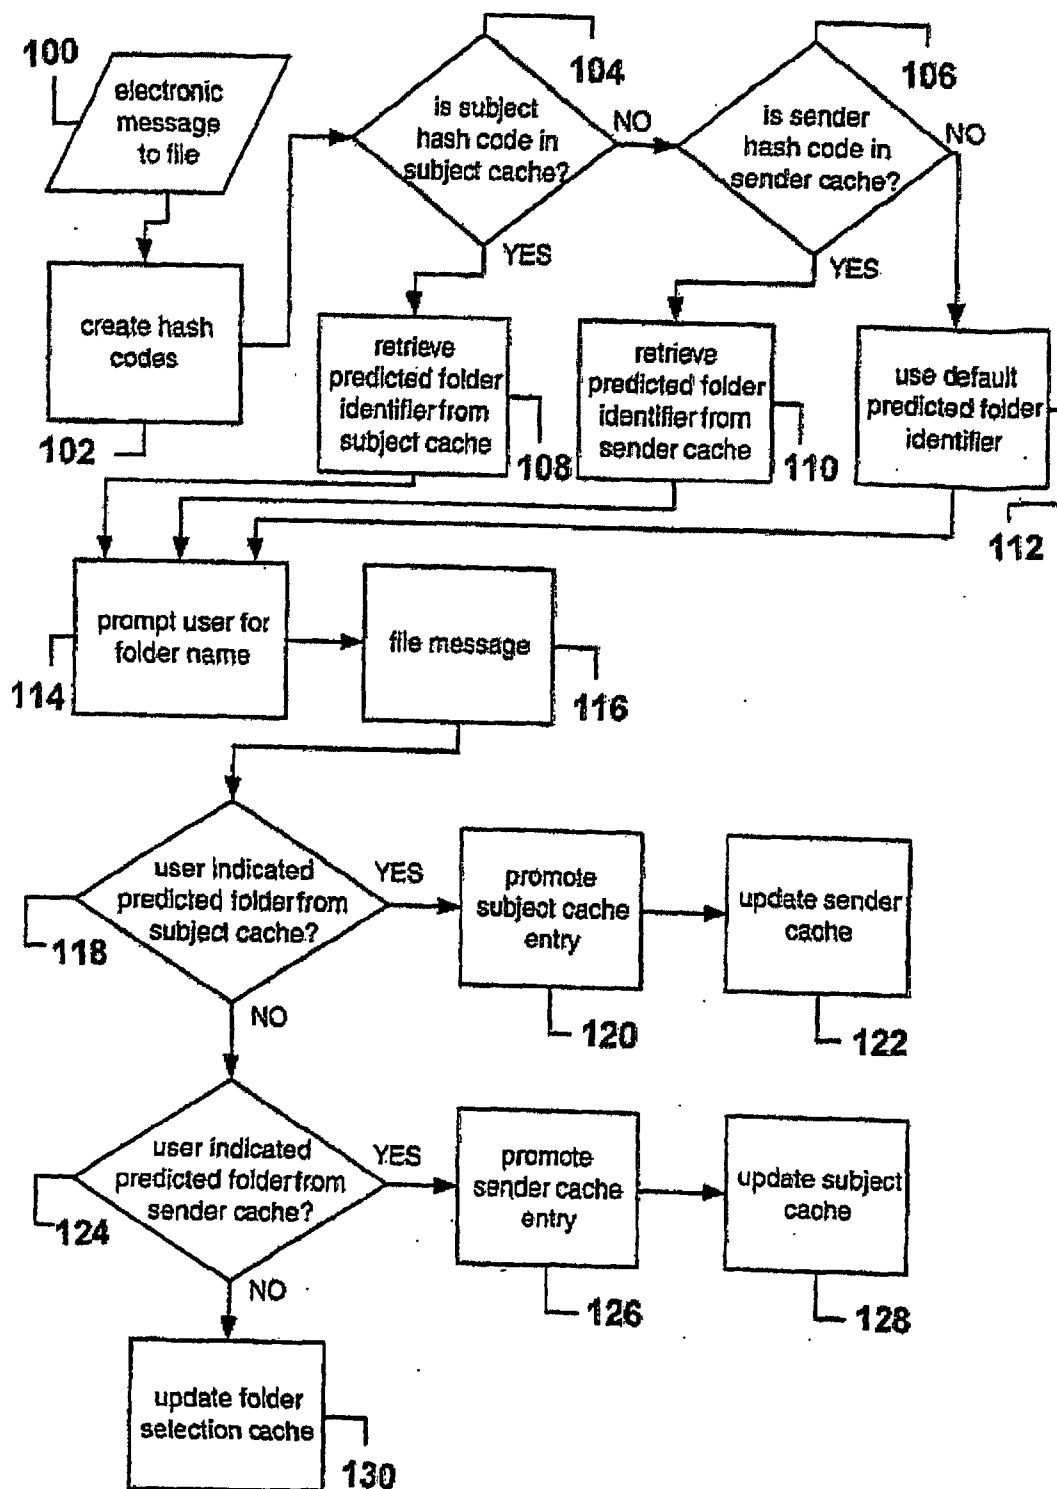 100
electronic
message
to file
104
is subject
hash code in
subject cache?
NO
YES
106
is sender
hash code in
sender cache?
NO
YES
create hash
codes
102
retrieve
predicted folder
identifier from
subject cache
108
retrieve
predicted folder
identifier from
sender cache
110
use default
predicted folder
identifier
112
prompt user for
folder name
114
file message
116
user indicated
predicted folder from
subject cache?
118
YES
NO
promote
subject cache
entry
120
update sender
cache
122
user indicated
predicted folder from
sender cache?
124
YES
NO
promote
sender cache
entry
126
update subject
cache
128
update folder
selection cache
130